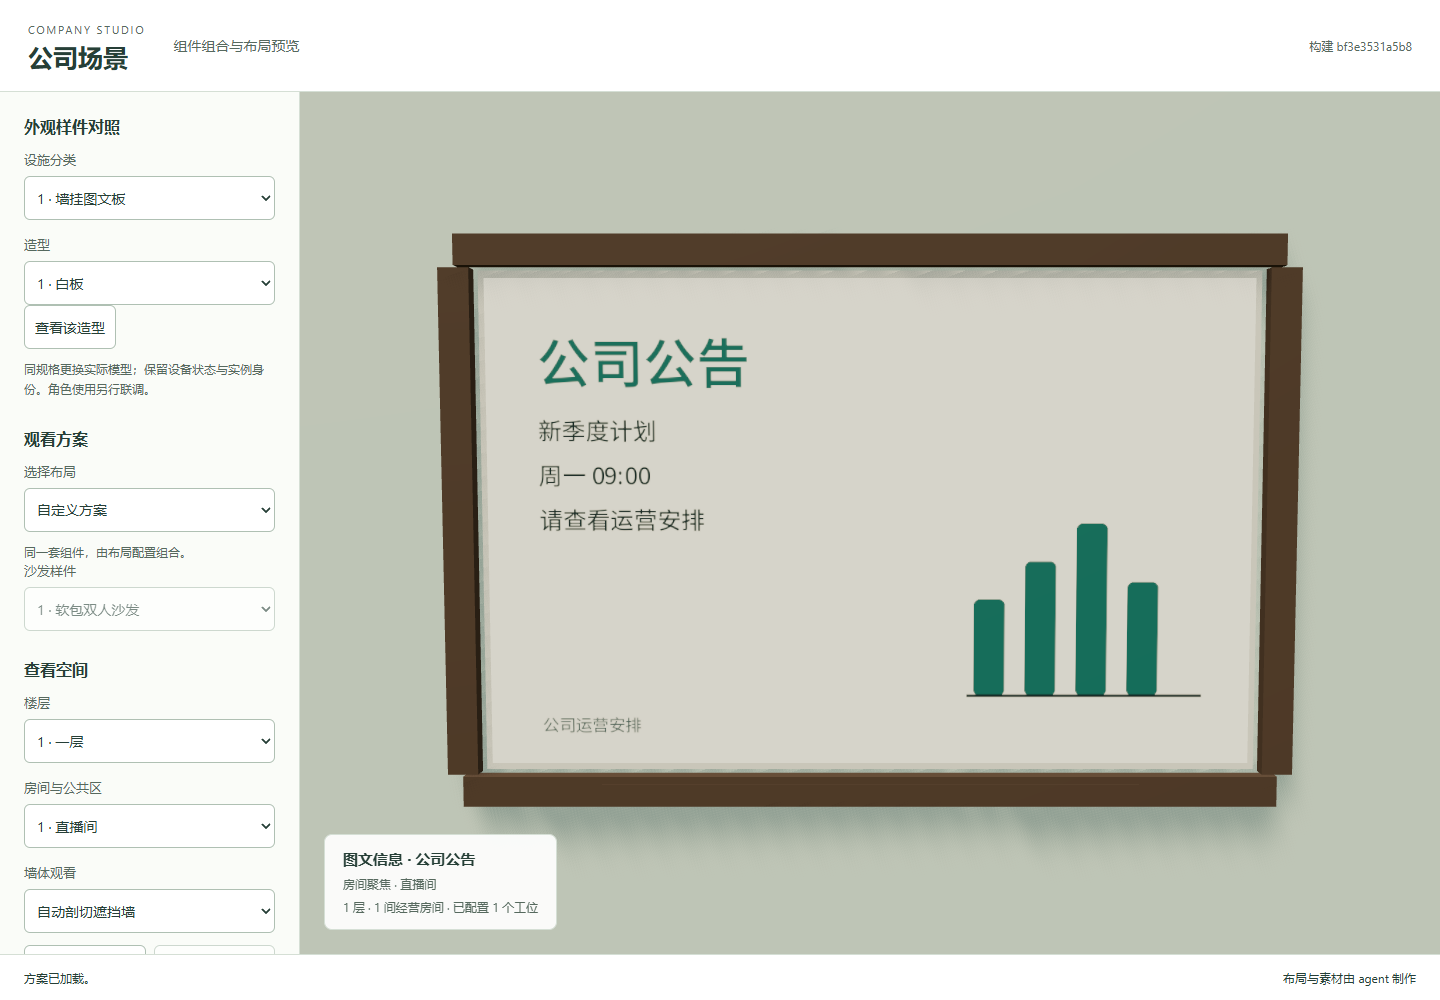 COMPANY STUDIO
公司场景
组件组合与布局预览
构建 bf3e3531a5b8
外观样件对照
设施分类
1 · 墙挂图文板
造型
1 · 白板
查看该造型
同规格更换实际模型；保留设备状态与实例身
份。角色使用另行联调。
观看方案
选择布局
自定义方案
同一套组件，由布局配置组合。
沙发样件
1 · 软包双人沙发
查看空间
楼层
1 · 一层
房间与公共区
1 · 直播间
墙体观看
自动剖切遮挡墙
公司公告
新季度计划
周一 09:00
请查看运营安排
公司运营安排
图文信息 · 公司公告
房间聚焦 · 直播间
1 层 · 1 间经营房间 · 已配置 1 个工位
方案已加载。
布局与素材由 agent 制作